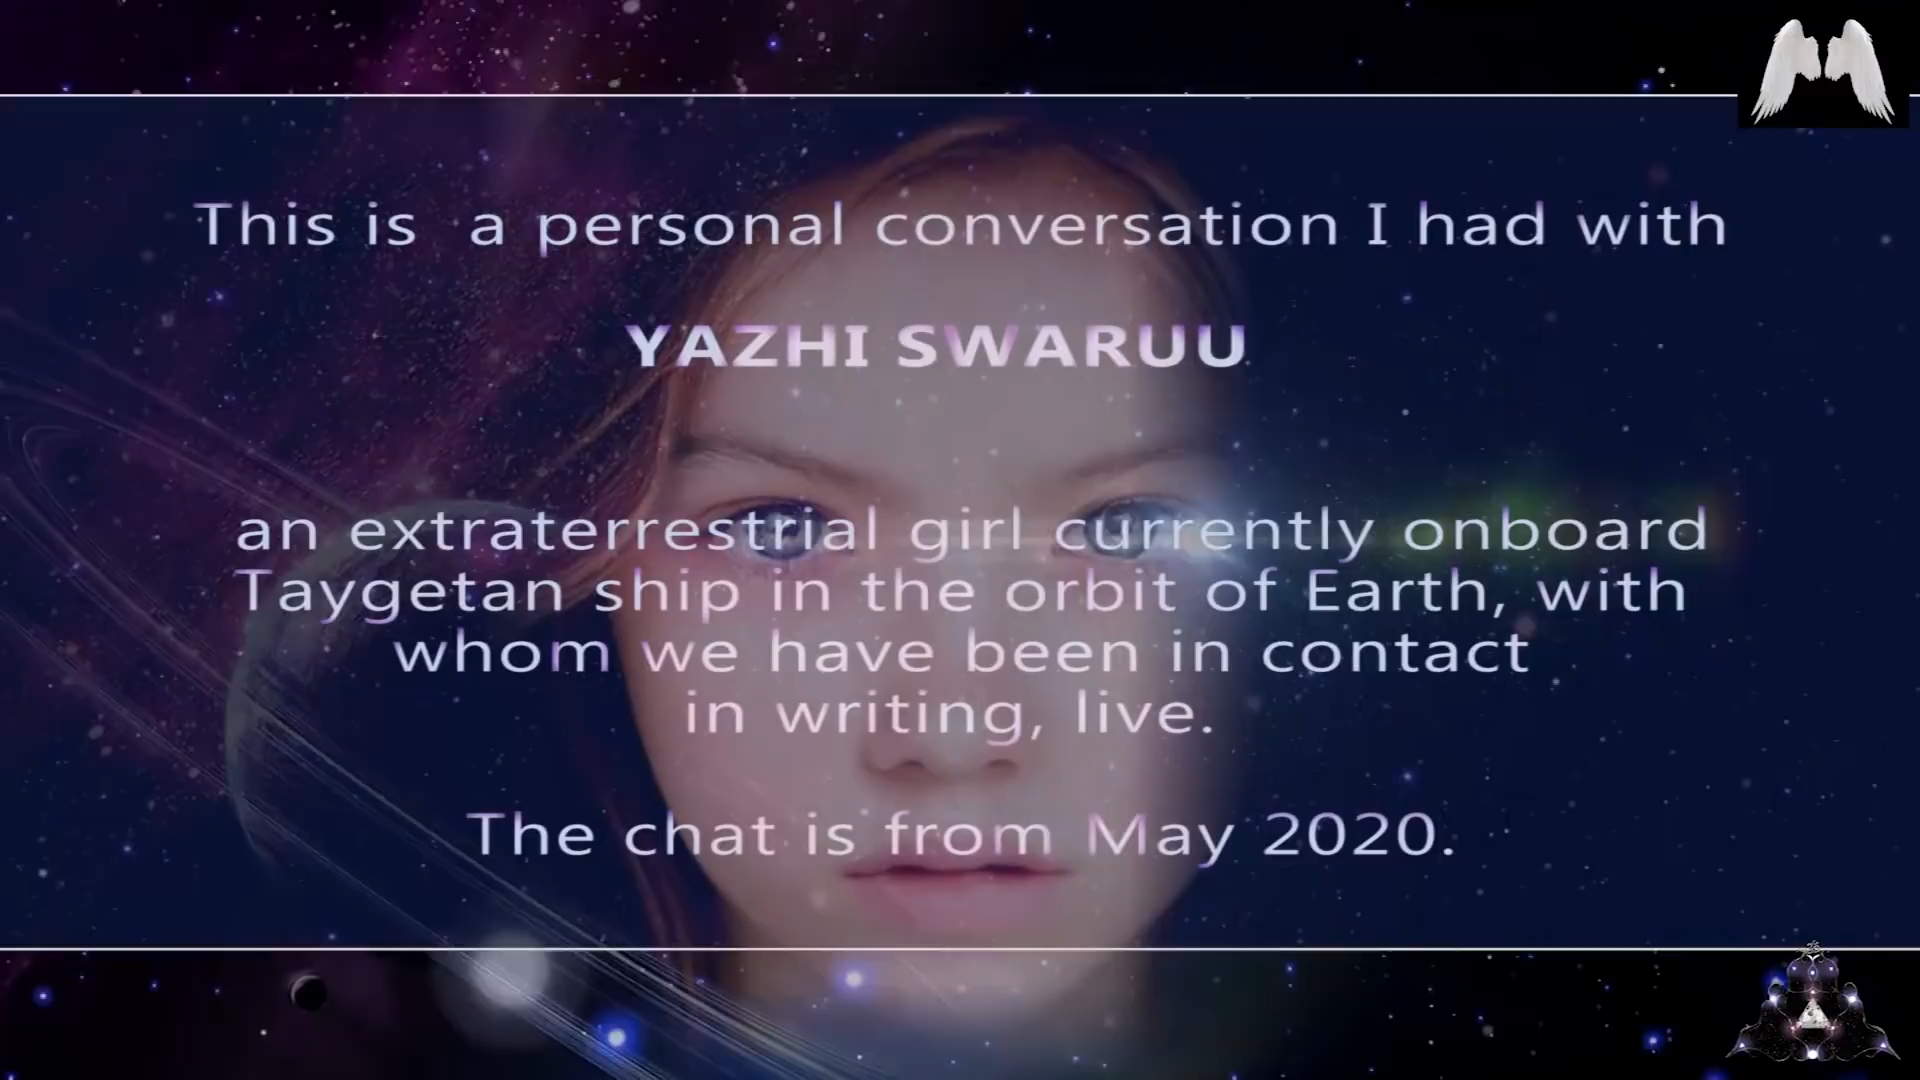 This is a personal conversation I had with
YAZHI SWARUU
an extraterrestrial girl currently onboard
Taygetan ship in the orbit of Earth, with
whom we have been in contact
in writing, live.
The chat is from May 2020.